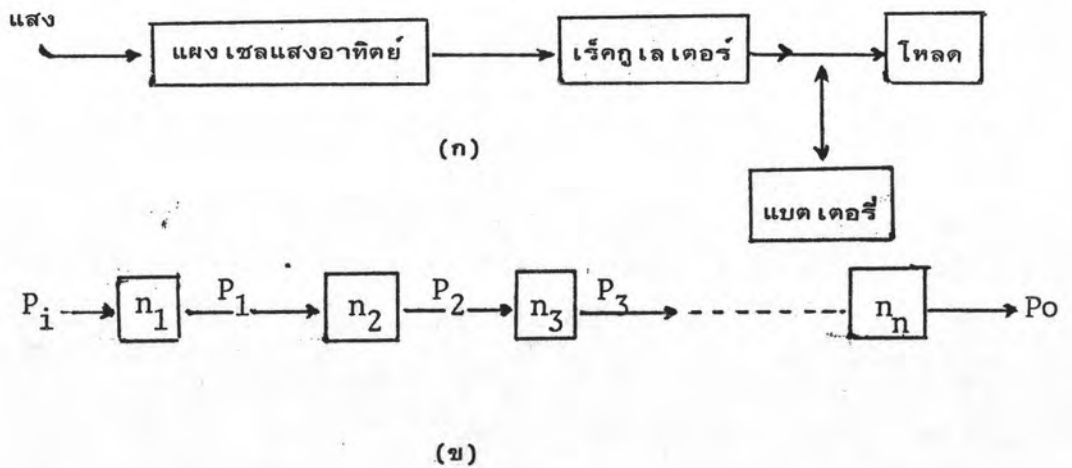 แสง
แผงเซลแสงอาทิตย์
เร็คกูเลเตอร์
โหลด
(ก)
แบตเตอรี่
P_i n_1 P_1 n_2 P_2 n_3 P_3 n_n Po
(ข)